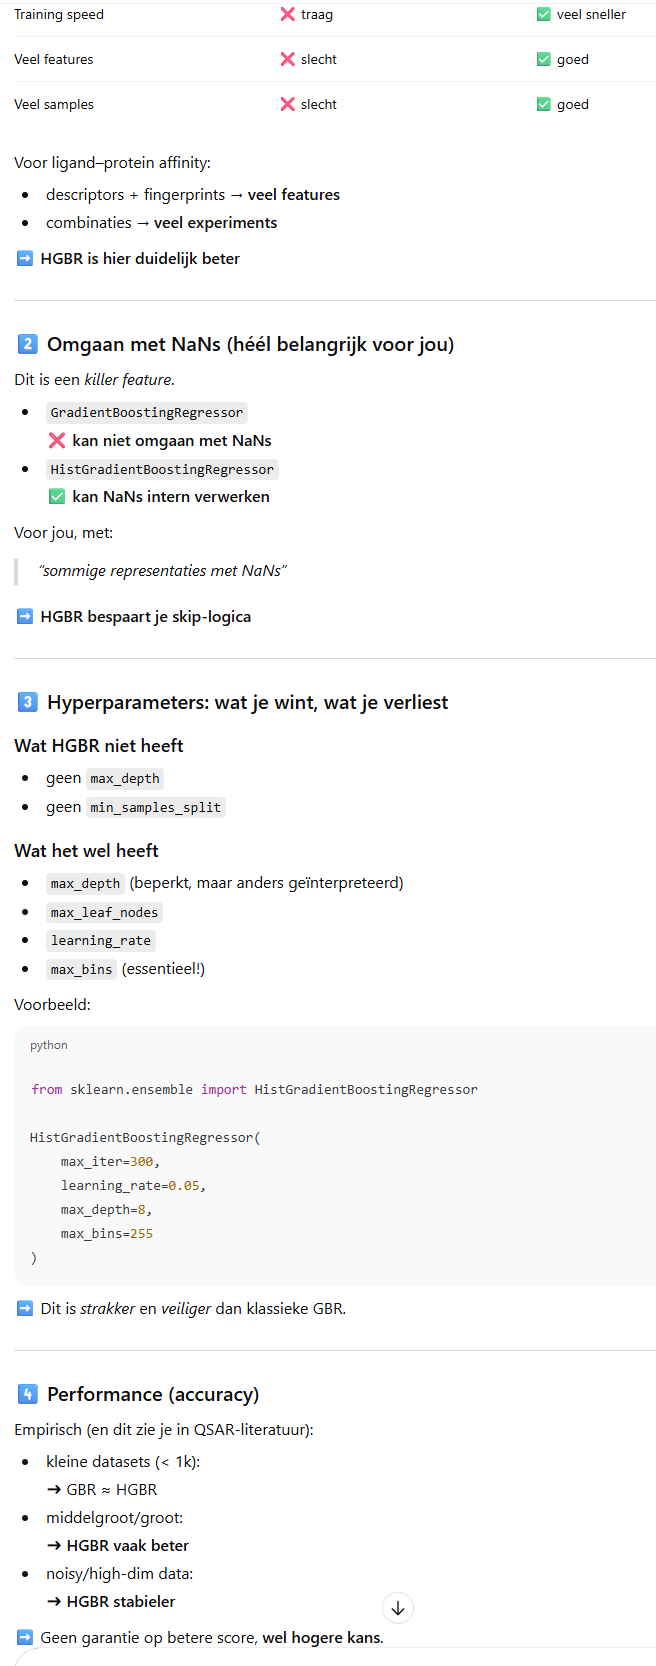 Training speed ❌ traag ✅ veel sneller
Veel features ❌ slecht ✅ goed
Veel samples ❌ slecht ✅ goed
Voor ligand–protein affinity:
• descriptors + fingerprints → veel features
• combinaties → veel experiments
➡️ HGBR is hier duidelijk beter
2️⃣ Omgaan met NaNs (héél belangrijk voor jou)
Dit is een killer feature.
• GradientBoostingRegressor
❌ kan niet omgaan met NaNs
• HistGradientBoostingRegressor
✅ kan NaNs intern verwerken
Voor jou, met:
“sommige representaties met NaNs”
➡️ HGBR bespaart je skip-logica
3️⃣ Hyperparameters: wat je wint, wat je verliest
Wat HGBR niet heeft
• geen max_depth
• geen min_samples_split
Wat het wel heeft
• max_depth (beperkt, maar anders geïnterpreteerd)
• max_leaf_nodes
• learning_rate
• max_bins (essentieel!)
Voorbeeld:
python
from sklearn.ensemble import HistGradientBoostingRegressor
HistGradientBoostingRegressor(
    max_iter=300,
    learning_rate=0.05,
    max_depth=8,
    max_bins=255
)
➡️ Dit is strakker en veiliger dan klassieke GBR.
4️⃣ Performance (accuracy)
Empirisch (en dit zie je in QSAR-literatuur):
• kleine datasets (< 1k):
→ GBR ≈ HGBR
• middelgroot/groot:
→ HGBR vaak beter
• noisy/high-dim data:
→ HGBR stabieler
➡️ Geen garantie op betere score, wel hogere kans.